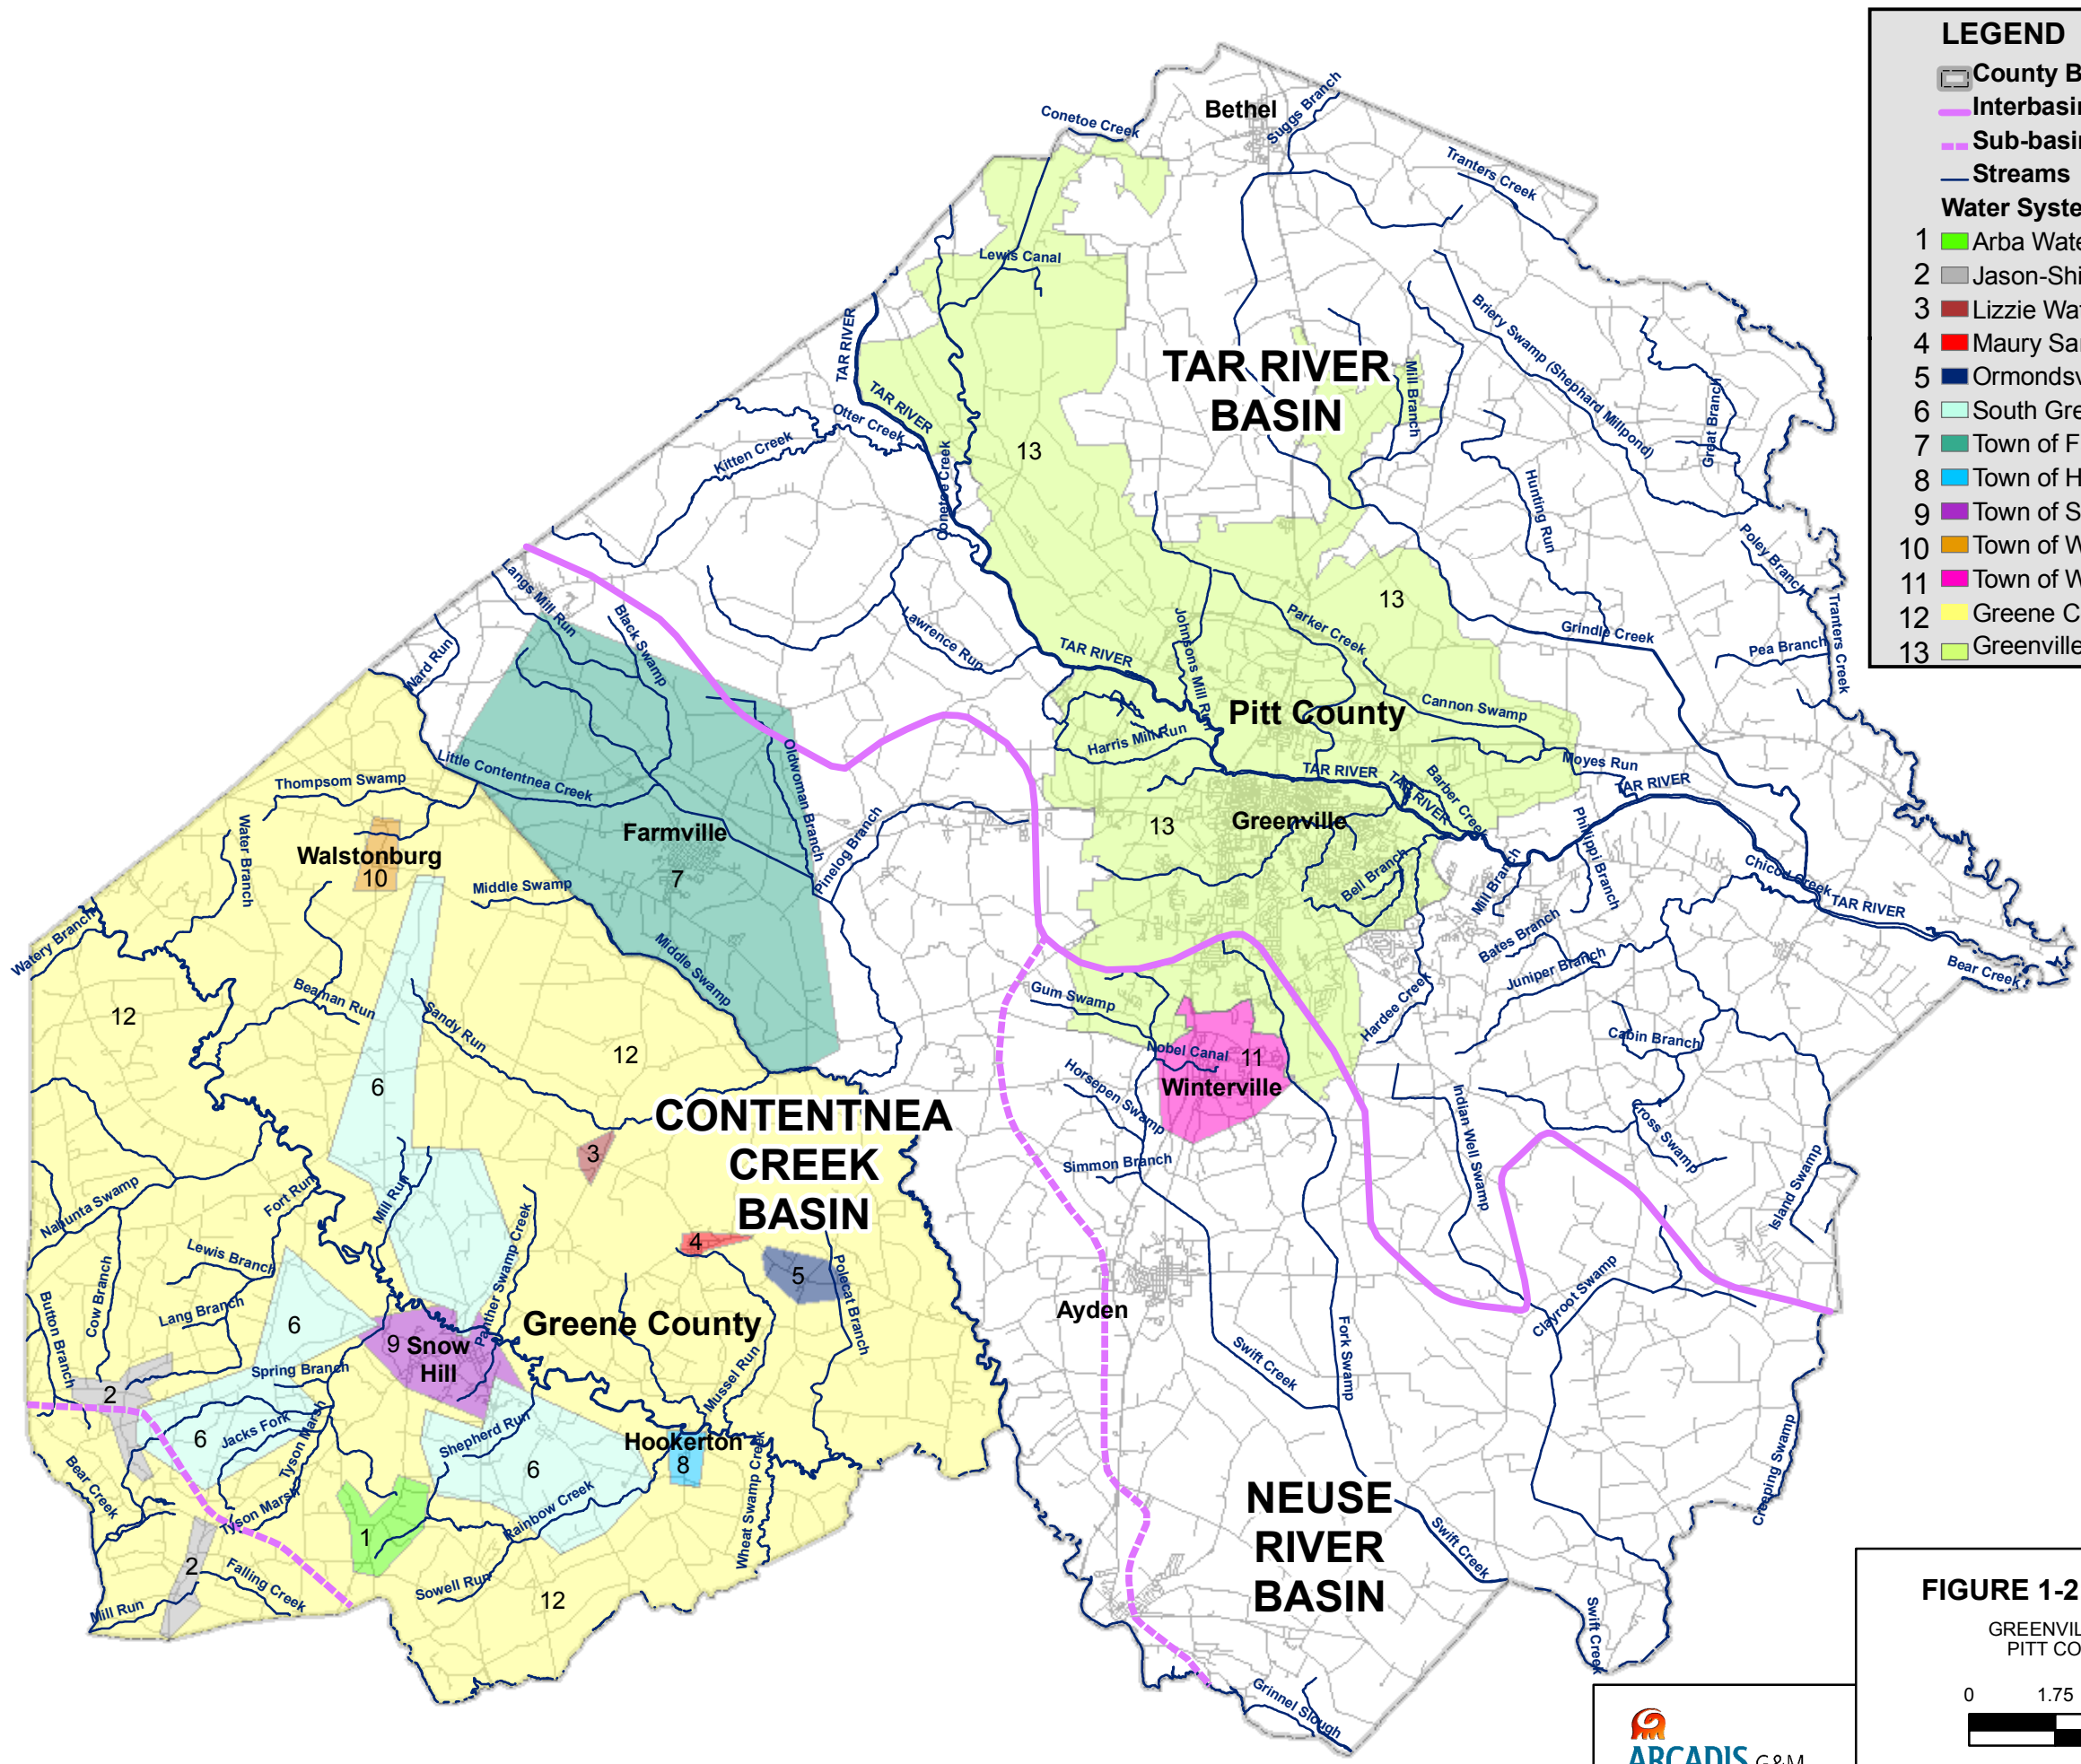 LEGEND
County B
Interbasin
Sub-basin
Streams
Water Syste
1 Arba Wate
2 Jason-Shi
3 Lizzie Wat
4 Maury Sa
5 Ormondsv
6 South Gre
7 Town of F
8 Town of H
9 Town of S
10 Town of W
11 Town of W
12 Greene C
13 Greenville
Bethel
Suggs Branch
Conetoe Creek
Tranters Creek
Lewis Canal
TAR RIVER
TAR RIVER
TAR RIVER
BASIN
Briery Swamp (Shephard Millpond)
Mill Branch
Great Branch
Otter Creek
Kitten Creek
Conetoe Creek
13
Hunting Run
Poley Branch
Tranters Creek
Langs Mill Run
Black Swamp
Lawrence Run
Johnsons Mill Run
Parker Creek
13
Grindle Creek
Pea Branch
TAR RIVER
Ward Run
Cannon Swamp
Pitt County
Harris Mill Run
Oldwoman Branch
Little Contentnea Creek
Thompsom Swamp
TAR RIVER
TAR RIVER
Barber Creek
Moyes Run
TAR RIVER
Water Branch
Farmville
7
Pinelog Branch
13
Greenville
Philippi Branch
Walstonburg
10
Middle Swamp
Bell Branch
Mill Branch
Chicod Creek
TAR RIVER
Bates Branch
Watery Branch
Middle Swamp
Juniper Branch
Bear Creek
12
Beaman Run
Sandy Run
12
Gum Swamp
Hardee Creek
Cabin Branch
Nobel Canal
11
Winterville
6
Horsepen Swamp
Indian Well Swamp
Cross Swamp
CONTENTNEA
CREEK
BASIN
3
Simmon Branch
Island Swamp
Nahunta Swamp
Fort Run
Mill Run
Panther Swamp Creek
4
5
Polecat Branch
Lewis Branch
Cow Branch
Button Branch
Lang Branch
6
Greene County
Ayden
Clayroot Swamp
9 Snow
Hill
Spring Branch
2
Mussel Run
Swift Creek
Fork Swamp
6
Jacks Fork
Tyson Marsh
Shepherd Run
Hookerton
8
6
Wheat Swamp Creek
Creeping Swamp
Bear Creek
Tyson Marsh
1
Rainbow Creek
NEUSE
RIVER
BASIN
Swift Creek
2
Falling Creek
Mill Run
Sowell Run
12
Swift Creek
Grinnel Slough
FIGURE 1-2
GREENVIL
PITT CO
0 1.75
ARCADIS G&M